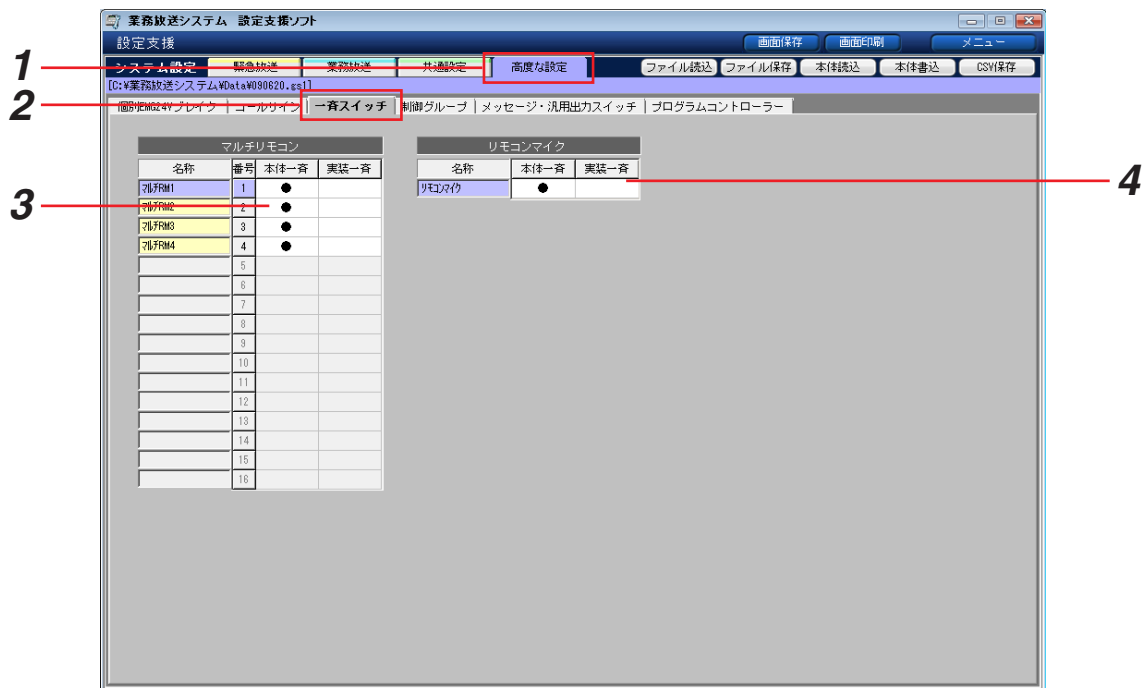 業務放送システム 設定支援ソフト
設定支援 画面保存 画面印刷 メニュー
1
システム設定 緊急放送 業務放送 共通設定 高度な設定 ファイル読込 ファイル保存 本体読込 本体書込 CSV保存
[C:¥業務放送システム¥Data¥090620.gs1]
2
個別EMG24Vブレイク コールサイン 一斉スイッチ 制御グループ メッセージ・汎用出力スイッチ プログラムコントローラー
マルチリモコン リモコンマイク
名称 番号 本体一斉 実装一斉 名称 本体一斉 実装一斉
マルチRM1 1 ● リモコンマイク ● 4
3 マルチRM2 2 ●
マルチRM3 3 ●
マルチRM4 4 ●
5
6
7
8
9
10
11
12
13
14
15
16